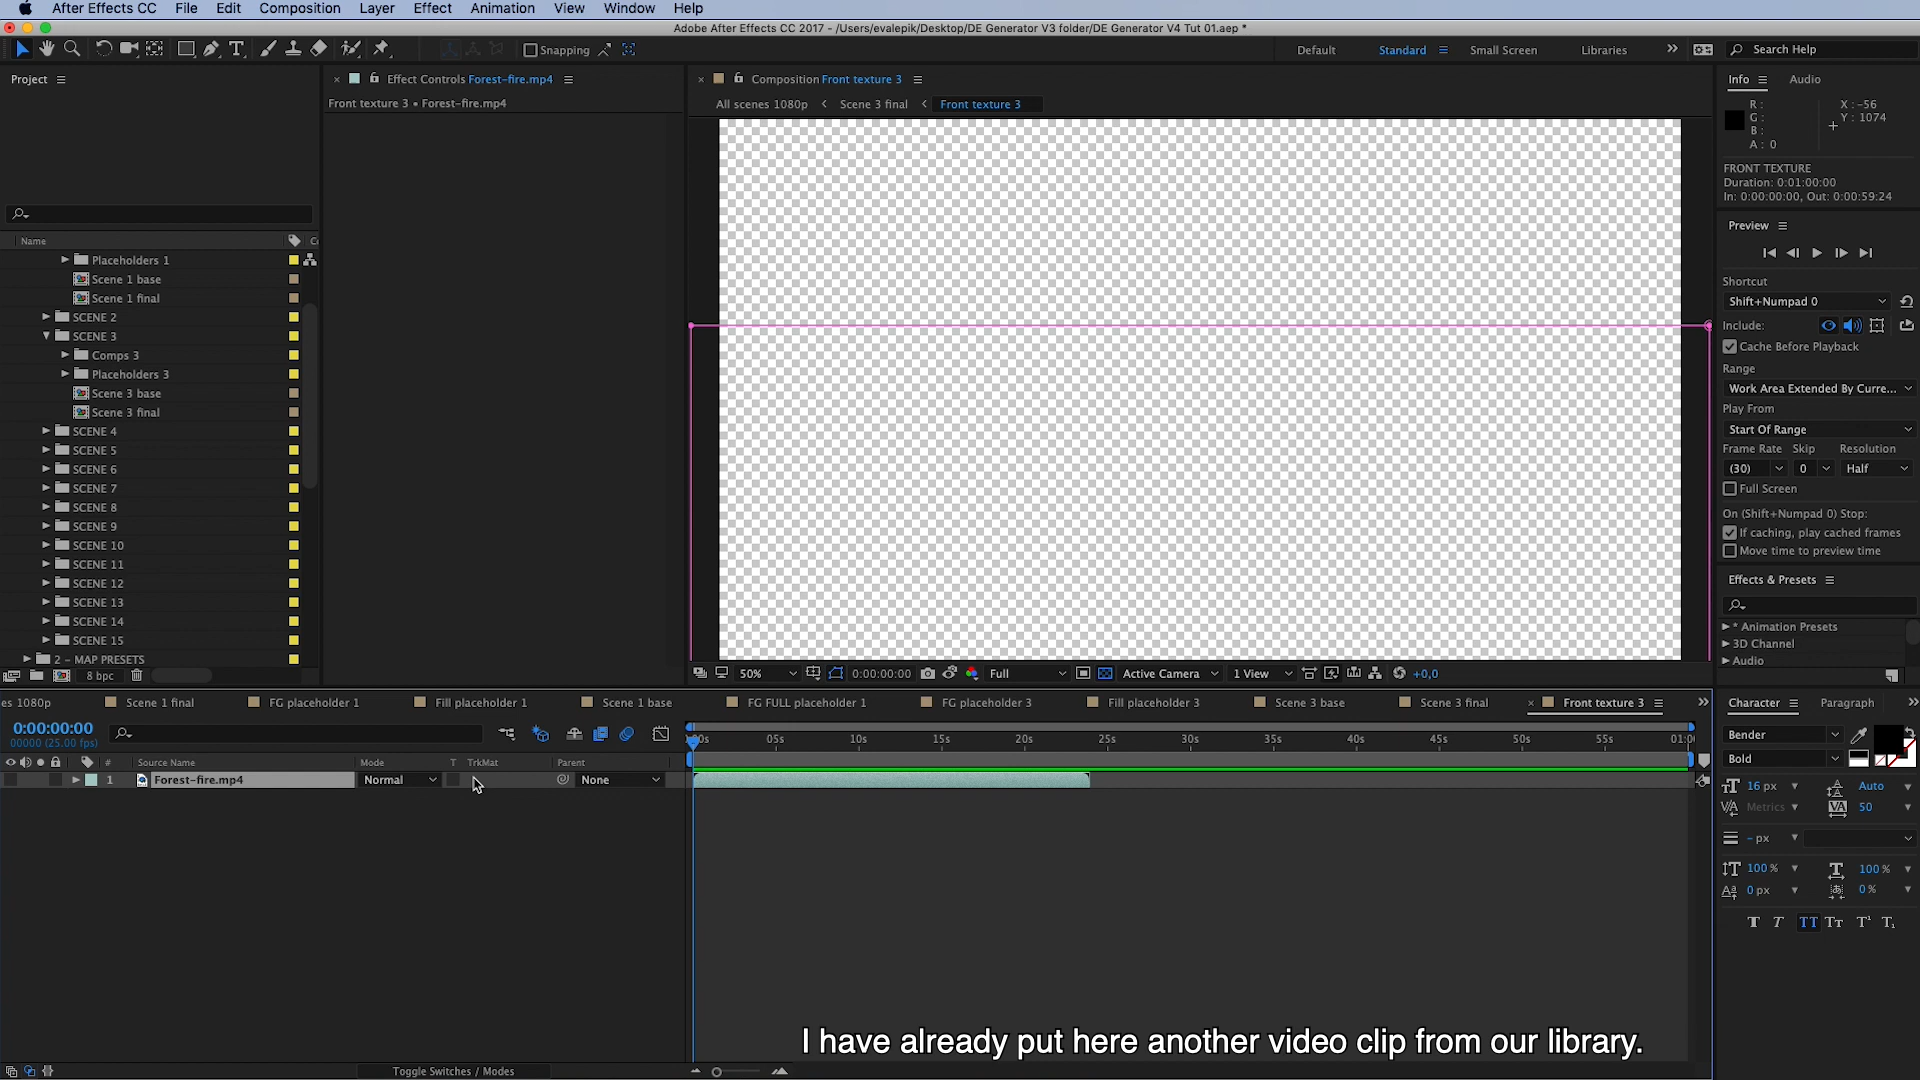 After Effects CC File Edit Composition Layer Effect Animation View Window Help
Adobe After Effects CC 2017 - /Users/evalepik/Desktop/DE Generator V3 folder/DE Generator V4 Tut 01.aep *
Snapping
Default Standard Small Screen Libraries Search Help
Project
Effect Controls Forest-fire.mp4
Composition Front texture 3
Info Audio
Front texture 3 • Forest-fire.mp4
All scenes 1080p Scene 3 final Front texture 3
R : X : -56
G : Y : 1074
B :
A : 0
FRONT TEXTURE
Duration: 0:01:00:00
In: 0:00:00:00, Out: 0:00:59:24
Preview
Name
Placeholders 1
Scene 1 base
Scene 1 final
SCENE 2
SCENE 3
Comps 3
Placeholders 3
Scene 3 base
Scene 3 final
SCENE 4
SCENE 5
SCENE 6
SCENE 7
SCENE 8
SCENE 9
SCENE 10
SCENE 11
SCENE 12
SCENE 13
SCENE 14
SCENE 15
2 - MAP PRESETS
8 bpc
Shortcut
Shift+Numpad 0
Include:
Cache Before Playback
Range
Work Area Extended By Curre...
Play From
Start Of Range
Frame Rate Skip Resolution
(30) 0 Half
Full Screen
On (Shift+Numpad 0) Stop:
If caching, play cached frames
Move time to preview time
Effects & Presets
* Animation Presets
3D Channel
Audio
50% 0:00:00:00 Full Active Camera 1 View +0,0
es 1080p Scene 1 final FG placeholder 1 Fill placeholder 1 Scene 1 base FG FULL placeholder 1 FG placeholder 3 Fill placeholder 3 Scene 3 base Scene 3 final Front texture 3
0:00:00:00
00000 (25.00 fps)
05s 10s 15s 20s 25s 30s 35s 40s 45s 50s 55s
# Source Name Mode T TrkMat Parent
1 Forest-fire.mp4 Normal None
Character Paragraph
Bender
Bold
16 px Auto
Metrics 50
- px
100 % 100 %
0 px 0 %
I have already put here another video clip from our library.
Toggle Switches / Modes